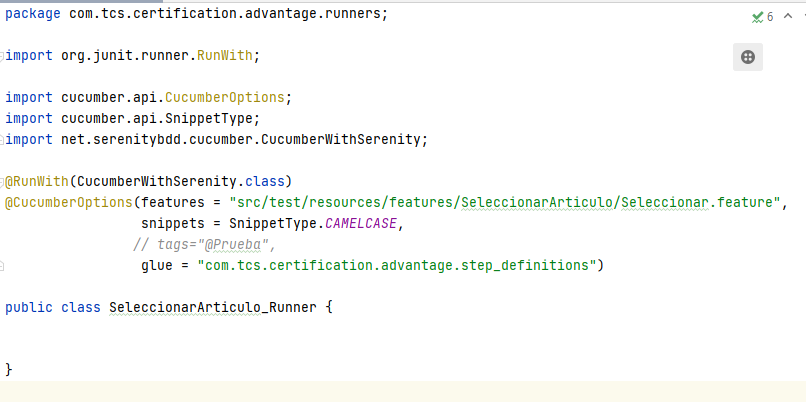 package com.tcs.certification.advantage.runners;
6
import org.junit.runner.RunWith;
import cucumber.api.CucumberOptions;
import cucumber.api.SnippetType;
import net.serenitybdd.cucumber.CucumberWithSerenity;
@RunWith(CucumberWithSerenity.class)
@CucumberOptions(features = "src/test/resources/features/SeleccionarArticulo/Seleccionar.feature",
snippets = SnippetType.CAMELCASE,
// tags="@Prueba",
glue = "com.tcs.certification.advantage.step_definitions")
public class SeleccionarArticulo_Runner {
}